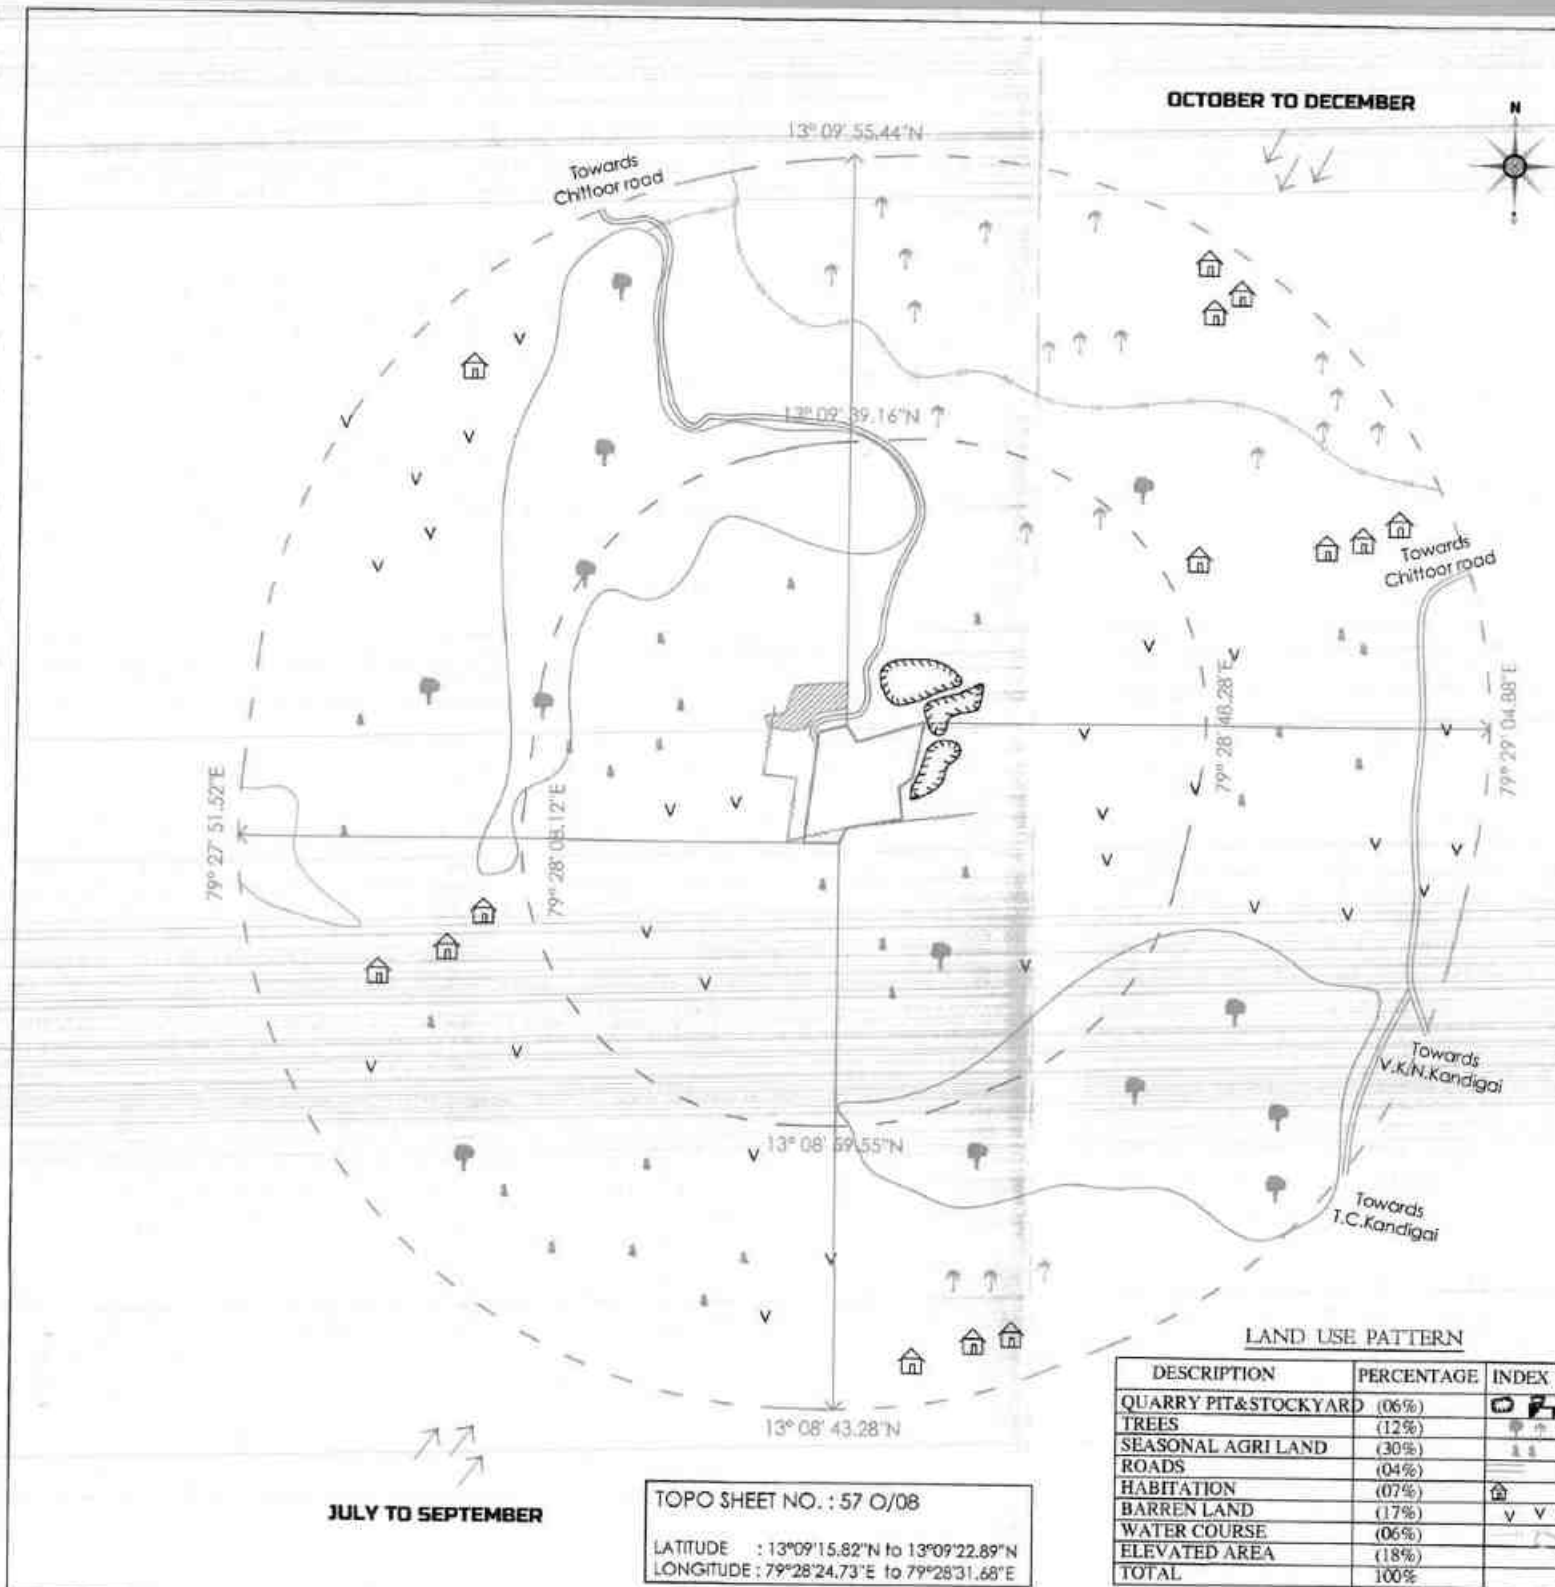 OCTOBER TO DECEMBER
N
13° 09' 55.44"N
Towards
Chittoor road
13° 09' 39.16"N
Towards
Chittoor road
79° 28' 48.28"E
79° 29' 04.88"E
79° 27' 51.52"E
79° 28' 08.12"E
Towards
V.K.N.Kandigai
13° 08' 59.55"N
Towards
T.C.Kandigai
13° 08' 43.28"N
JULY TO SEPTEMBER
TOPO SHEET NO. : 57 O/08
LATITUDE : 13°09'15.82"N to 13°09'22.89"N
LONGITUDE : 79°28'24.73"E to 79°28'31.68"E
LAND USE PATTERN
DESCRIPTION PERCENTAGE INDEX
QUARRY PIT&STOCKYARD (06%)
TREES (12%)
SEASONAL AGRI LAND (30%)
ROADS (04%)
HABITATION (07%)
BARREN LAND (17%)
WATER COURSE (06%)
ELEVATED AREA (18%)
TOTAL 100%